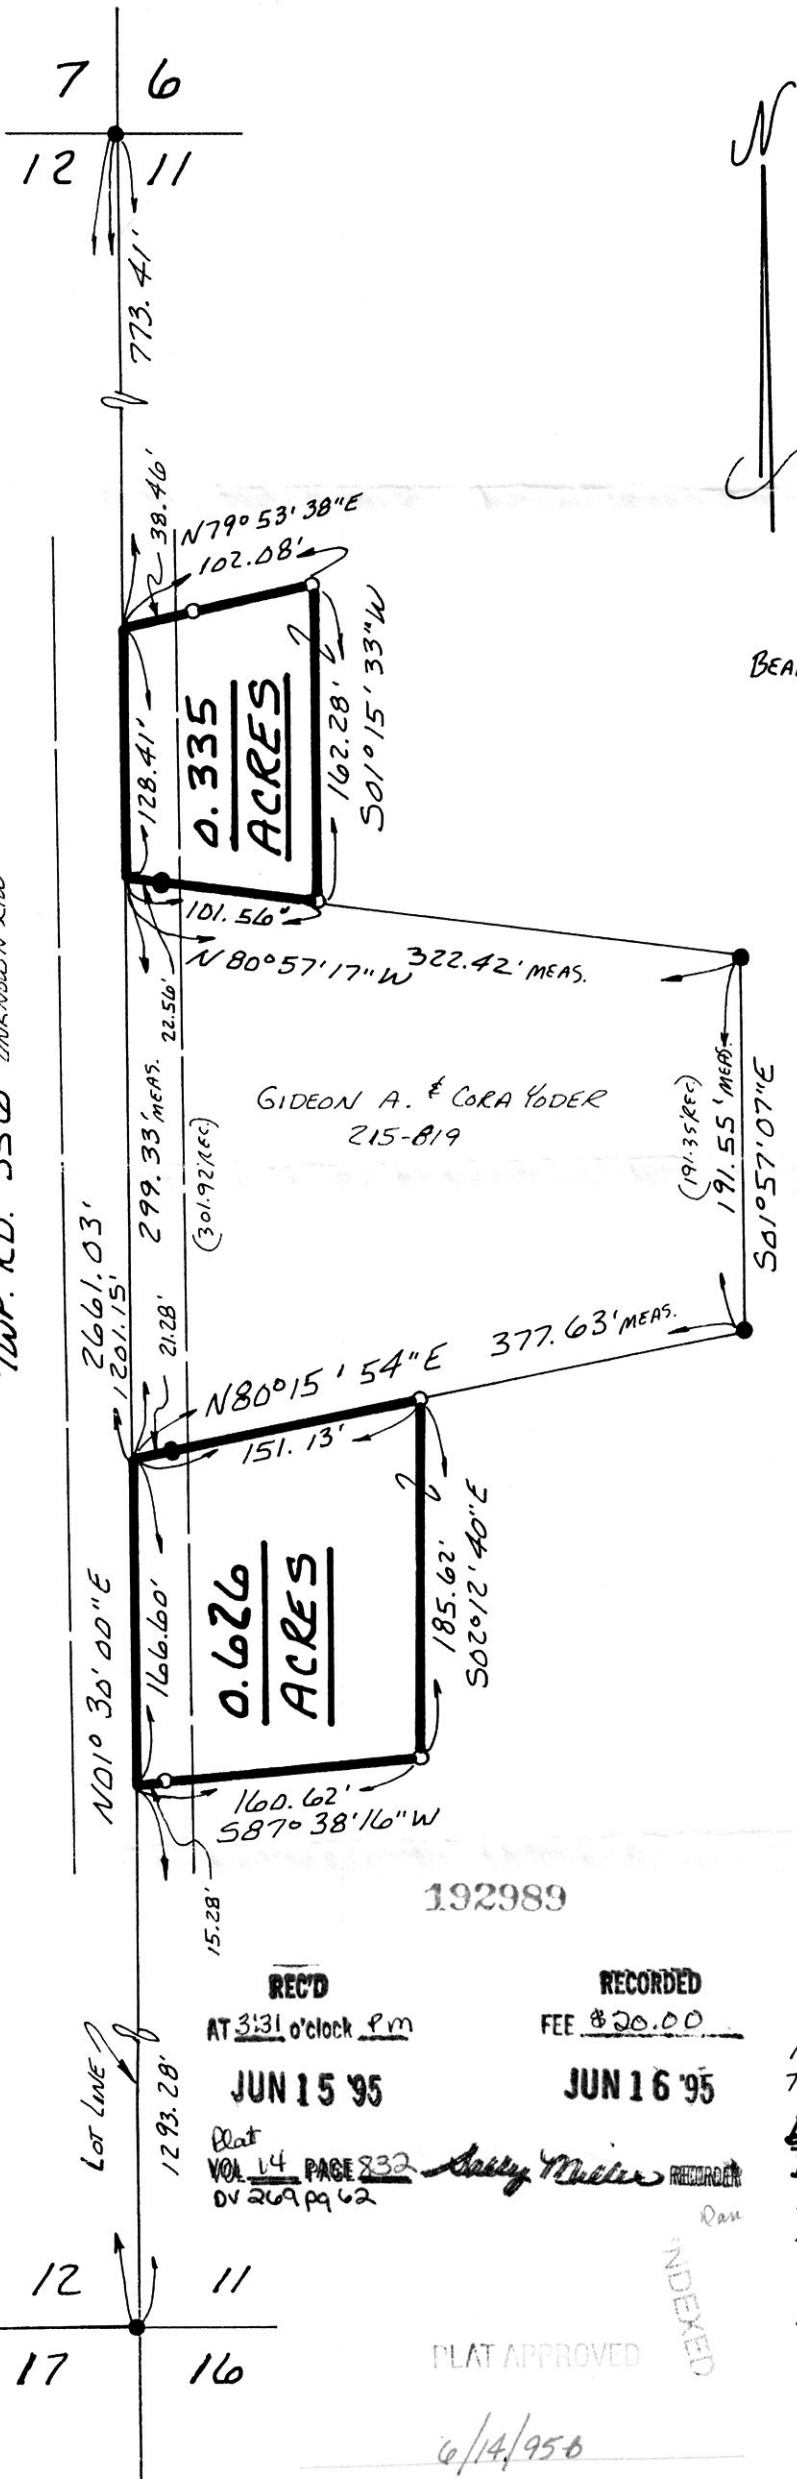 7 6
12 11
N
773.41'
38.46'
N79° 53' 38"E
102.08'
128.41'
0.335
ACRES
162.28'
S01° 15' 33"W
BEA
101.56'
N 80° 57' 17" W 322.42' MEAS.
22.56'
299.33' MEAS.
(301.92' REC.)
GIDEON A. & CORA YODER
215-819
(191.35 REC.)
191.55' MEAS.
S01° 57' 07"E
TWP. RD.
UNKNOWN
2661.03'
1201.15'
21.28'
N80° 15' 54"E 377.63' MEAS.
151.13'
N01° 30' 00"E
166.60'
0.626
ACRES
185.62'
S02° 12' 40"E
160.62'
S87° 38' 16" W
15.28'
192989
REC'D
AT 3:31 o'clock Pm
JUN 15 '95
Plat
VOL 14 PAGE 832
DV 269 pg 62
RECORDED
FEE $20.00
JUN 16 '95
Sally Miller RECORDER
LOT LINE
1293.28'
12 11
17 16
INDEXED
PLAT APPROVED
6/14/95